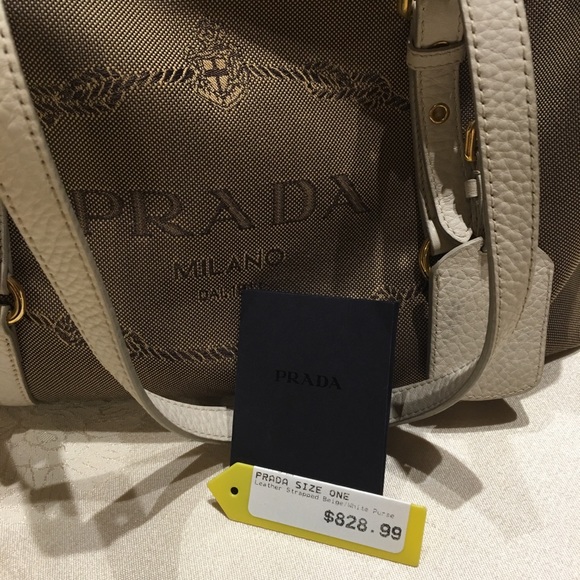 PRADA
MILANO
PRADA
PRADA SIZE ONE
Leather Strapped Beige/White Purse
$828.99